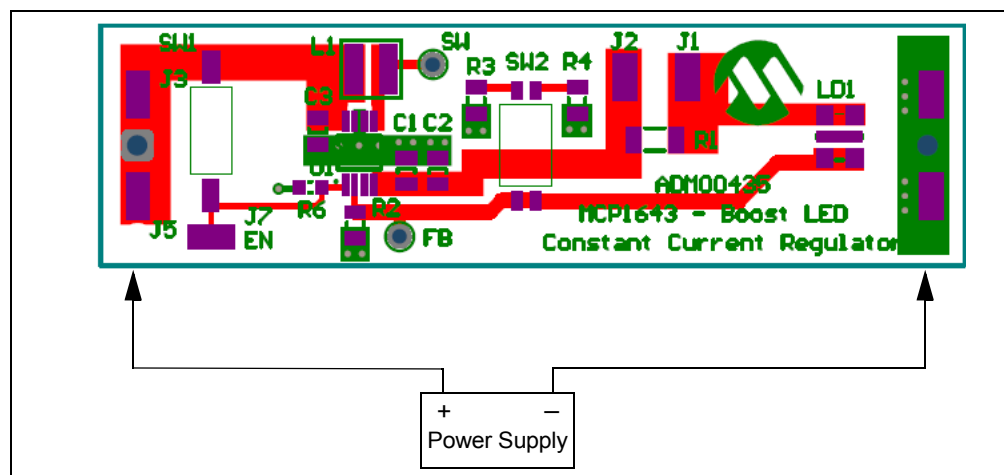 SW1
L1
SW
J2
J1
J3
R3
SW2
R4
C3
LD1
C1
C2
R1
U1
ADM00435
R6
R2
J7
EN
J5
FB
MCP1643 - Boost LED
Constant Current Regulator
+
–
Power Supply